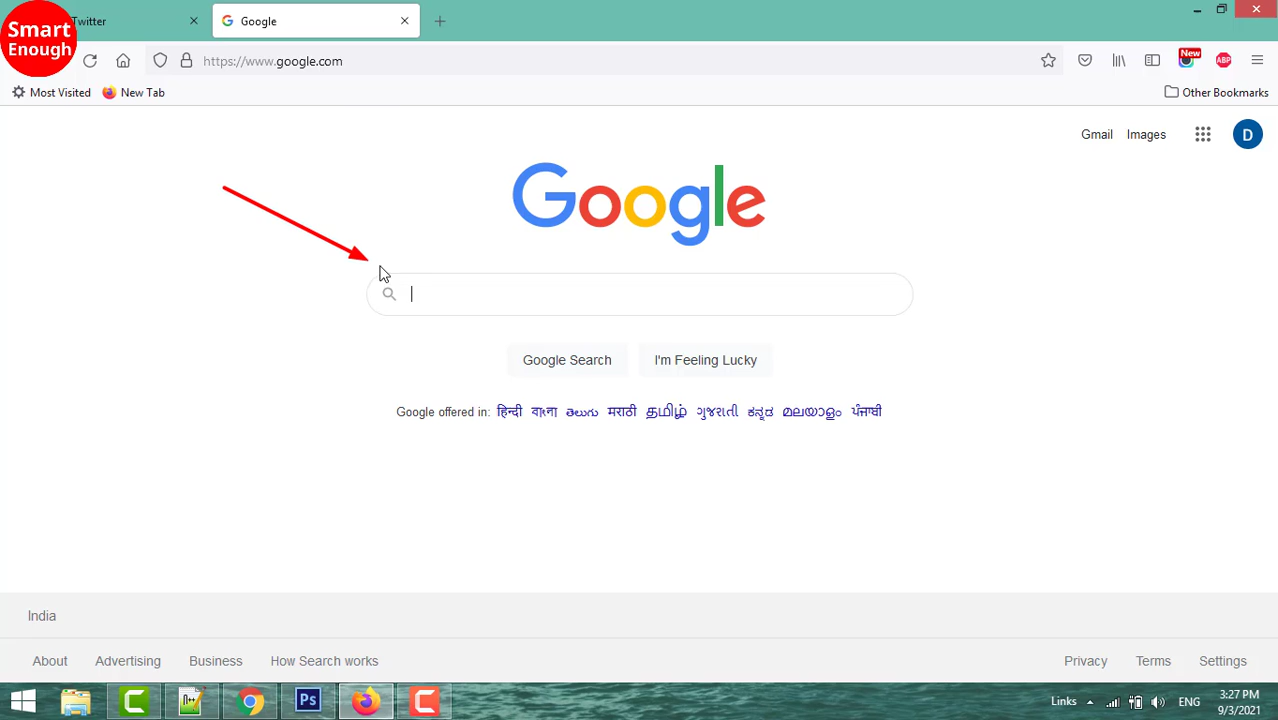 Smart
Enough
Twitter
Google
https://www.google.com
New
ABP
Most Visited
New Tab
Other Bookmarks
Gmail
Images
D
Google
Google Search
I'm Feeling Lucky
Google offered in: हिन्दी বাংলা తెలుగు मराठी தமிழ் ગુજરાતી ಕನ್ನಡ മലയാളം ਪੰਜਾਬੀ
India
About
Advertising
Business
How Search works
Privacy
Terms
Settings
Ps
Links
ENG
3:27 PM
9/3/2021